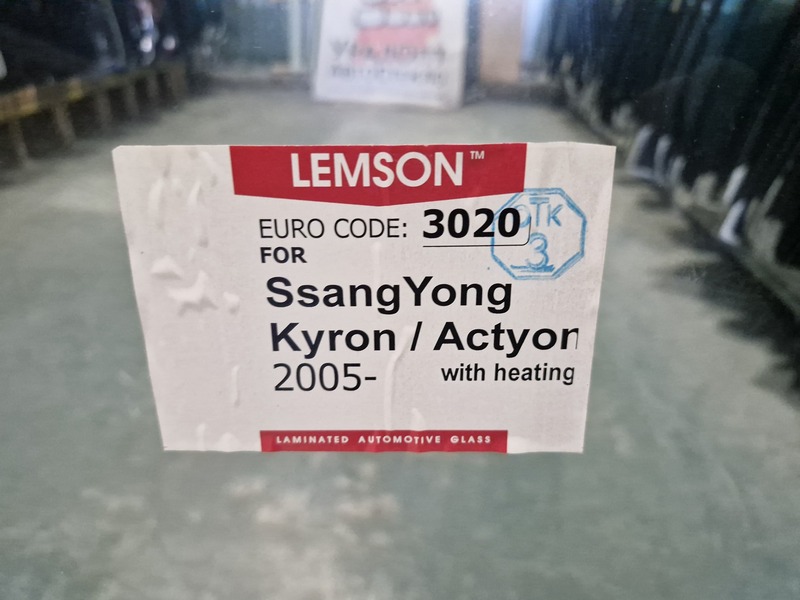 LEMSON™
EURO CODE: 3020
ОТК
3
FOR
SsangYong
Kyron / Actyon
2005- with heating
LAMINATED AUTOMOTIVE GLASS